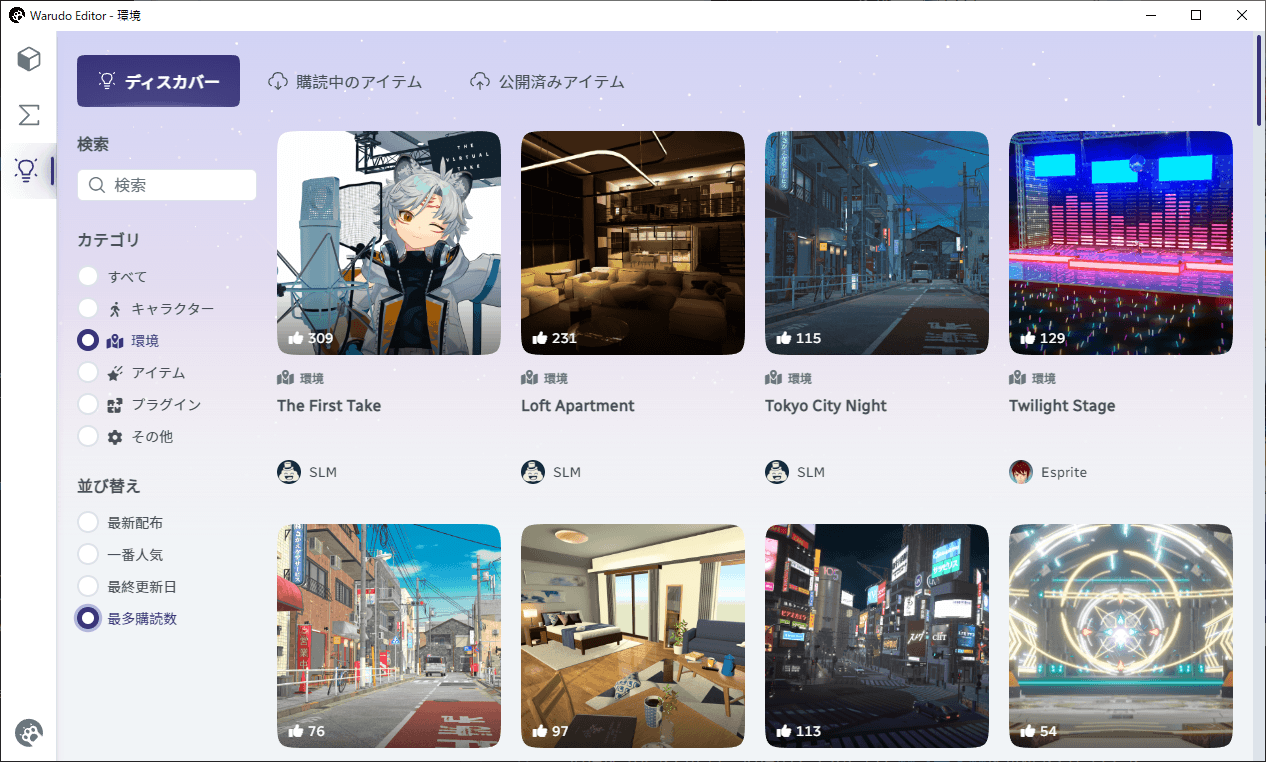 Warudo Editor - 環境
ディスカバー
購読中のアイテム
公開済みアイテム
検索
検索
カテゴリ
すべて
キャラクター
環境
アイテム
プラグイン
その他
並び替え
最新配布
一番人気
最終更新日
最多購読数
THE
VIRTUAL
TAKE
309
環境
The First Take
SLM
231
環境
Loft Apartment
SLM
115
環境
Tokyo City Night
SLM
129
環境
Twilight Stage
Esprite
営業中
76
97
113
54